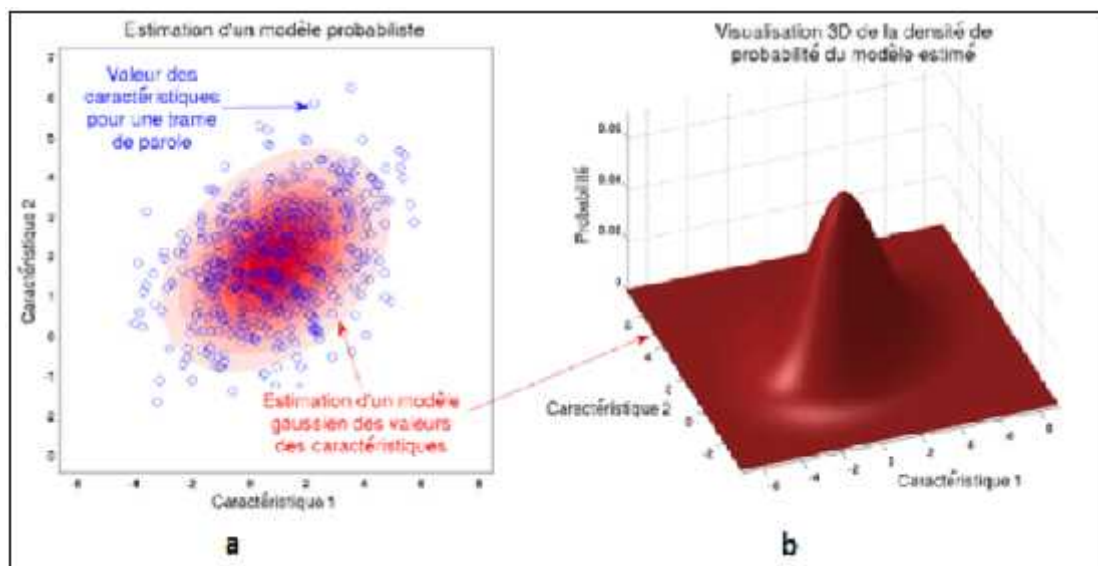 Estimation d'un modèle probabiliste
Valeur des
caractéristiques
pour une trame
de parole
Caractéristique 2
Estimation d'un modèle
gaussien des valeurs
des caractéristiques
Caractéristique 1
a
Visualisation 3D de la densité de
probabilité du modèle estimé
Probabilité
Caractéristique 2
Caractéristique 1
b